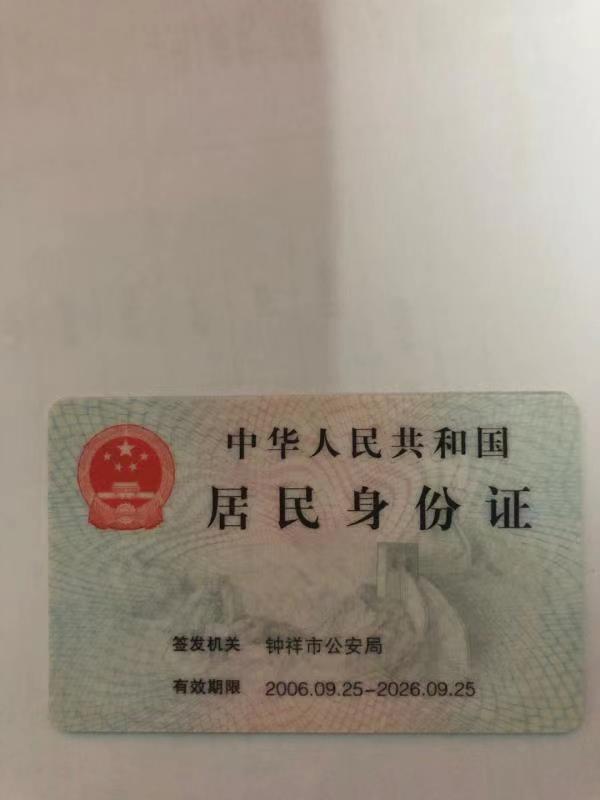 中华人民共和国
居民身份证
签发机关 钟祥市公安局
有效期限 2006.09.25-2026.09.25